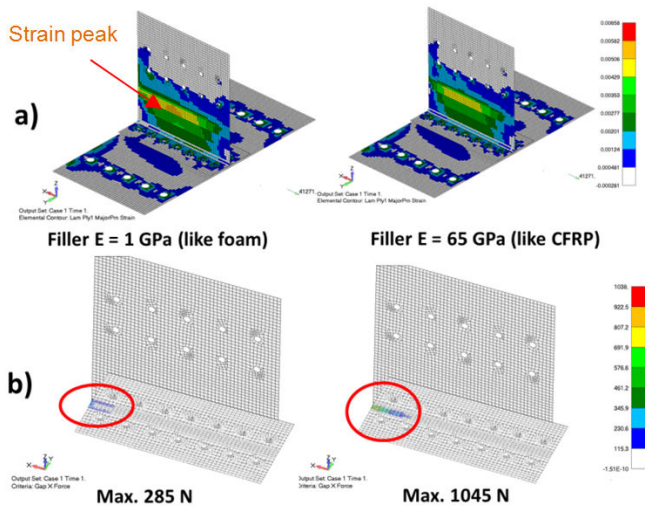 Strain peak
a)
0.00658
0.00582
0.00506
0.00429
0.00353
0.00277
0.00201
0.00124
0.000481
-0.000281
41271.
41271.
X Z Y
X Z Y
Output Set: Case 1 Time 1.
Elemental Contour: Lam Ply1 MajorPrn Strain
Output Set: Case 1 Time 1.
Elemental Contour: Lam Ply1 MajorPrn Strain
Filler E = 1 GPa (like foam)
Filler E = 65 GPa (like CFRP)
b)
1038.
922.5
807.2
691.9
576.6
461.2
345.9
230.6
115.3
-1.51E-10
X Z Y
X Z Y
Output Set: Case 1 Time 1.
Criteria: Gap X Force
Output Set: Case 1 Time 1.
Criteria: Gap X Force
Max. 285 N
Max. 1045 N